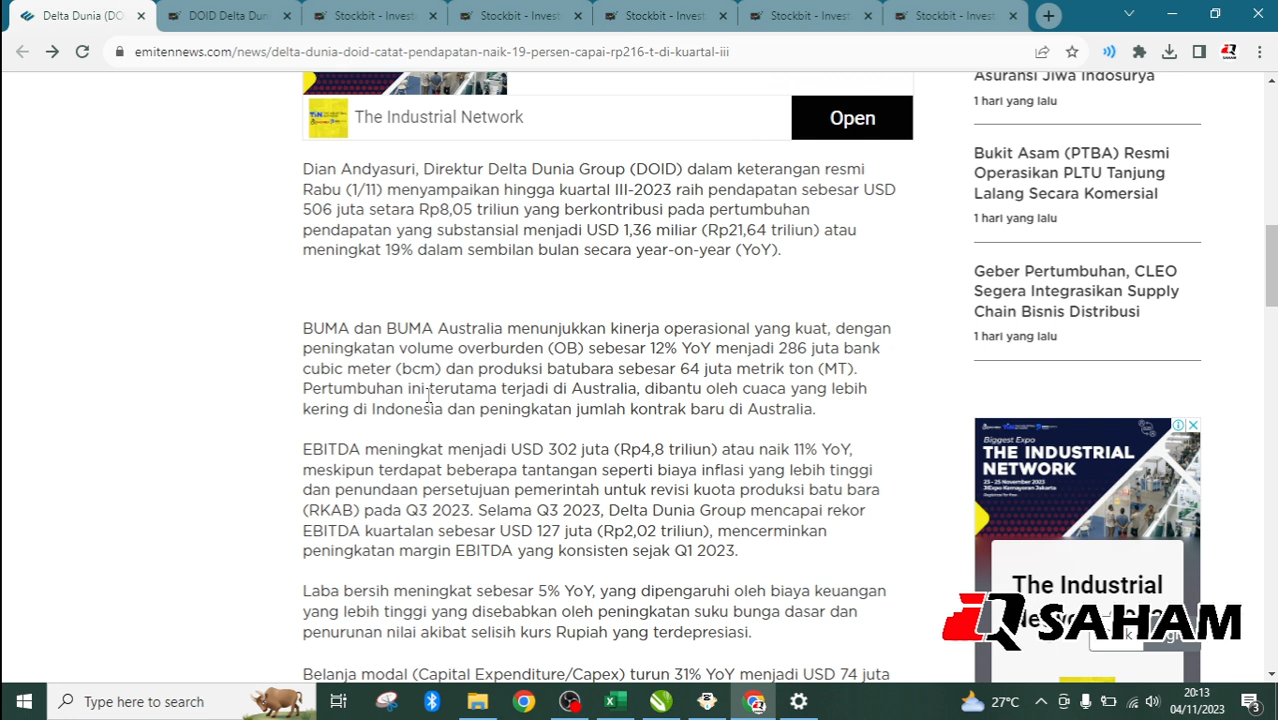 Delta Dunia (DO
DOID Delta Dun
Stockbit - Invest
Stockbit - Invest
Stockbit - Invest
Stockbit - Invest
Stockbit - Invest
emitennews.com/news/delta-dunia-doid-catat-pendapatan-naik-19-persen-capai-rp216-t-di-kuartal-iii
The Industrial Network
Open
Dian Andyasuri, Direktur Delta Dunia Group (DOID) dalam keterangan resmi
Rabu (1/11) menyampaikan hingga kuartal III-2023 raih pendapatan sebesar USD
506 juta setara Rp8,05 triliun yang berkontribusi pada pertumbuhan
pendapatan yang substansial menjadi USD 1,36 miliar (Rp21,64 triliun) atau
meningkat 19% dalam sembilan bulan secara year-on-year (YoY).
BUMA dan BUMA Australia menunjukkan kinerja operasional yang kuat, dengan
peningkatan volume overburden (OB) sebesar 12% YoY menjadi 286 juta bank
cubic meter (bcm) dan produksi batubara sebesar 64 juta metrik ton (MT).
Pertumbuhan ini terutama terjadi di Australia, dibantu oleh cuaca yang lebih
kering di Indonesia dan peningkatan jumlah kontrak baru di Australia.
EBITDA meningkat menjadi USD 302 juta (Rp4,8 triliun) atau naik 11% YoY,
meskipun terdapat beberapa tantangan seperti biaya inflasi yang lebih tinggi
dan penundaan persetujuan pemerintah untuk revisi kuota produksi batu bara
(RKAB) pada Q3 2023. Selama Q3 2023, Delta Dunia Group mencapai rekor
EBITDA kuartalan sebesar USD 127 juta (Rp2,02 triliun), mencerminkan
peningkatan margin EBITDA yang konsisten sejak Q1 2023.
Laba bersih meningkat sebesar 5% YoY, yang dipengaruhi oleh biaya keuangan
yang lebih tinggi yang disebabkan oleh peningkatan suku bunga dasar dan
penurunan nilai akibat selisih kurs Rupiah yang terdepresiasi.
Belanja modal (Capital Expenditure/Capex) turun 31% YoY menjadi USD 74 juta
Asuransi Jiwa Indosurya
1 hari yang lalu
Bukit Asam (PTBA) Resmi
Operasikan PLTU Tanjung
Lalang Secara Komersial
1 hari yang lalu
Geber Pertumbuhan, CLEO
Segera Integrasikan Supply
Chain Bisnis Distribusi
1 hari yang lalu
Biggest Expo
THE INDUSTRIAL
NETWORK
23 - 25 November 2023
JIExpo Kemayoran Jakarta
The Industrial
SAHAM
Type here to search
27°C
20:13
04/11/2023
3